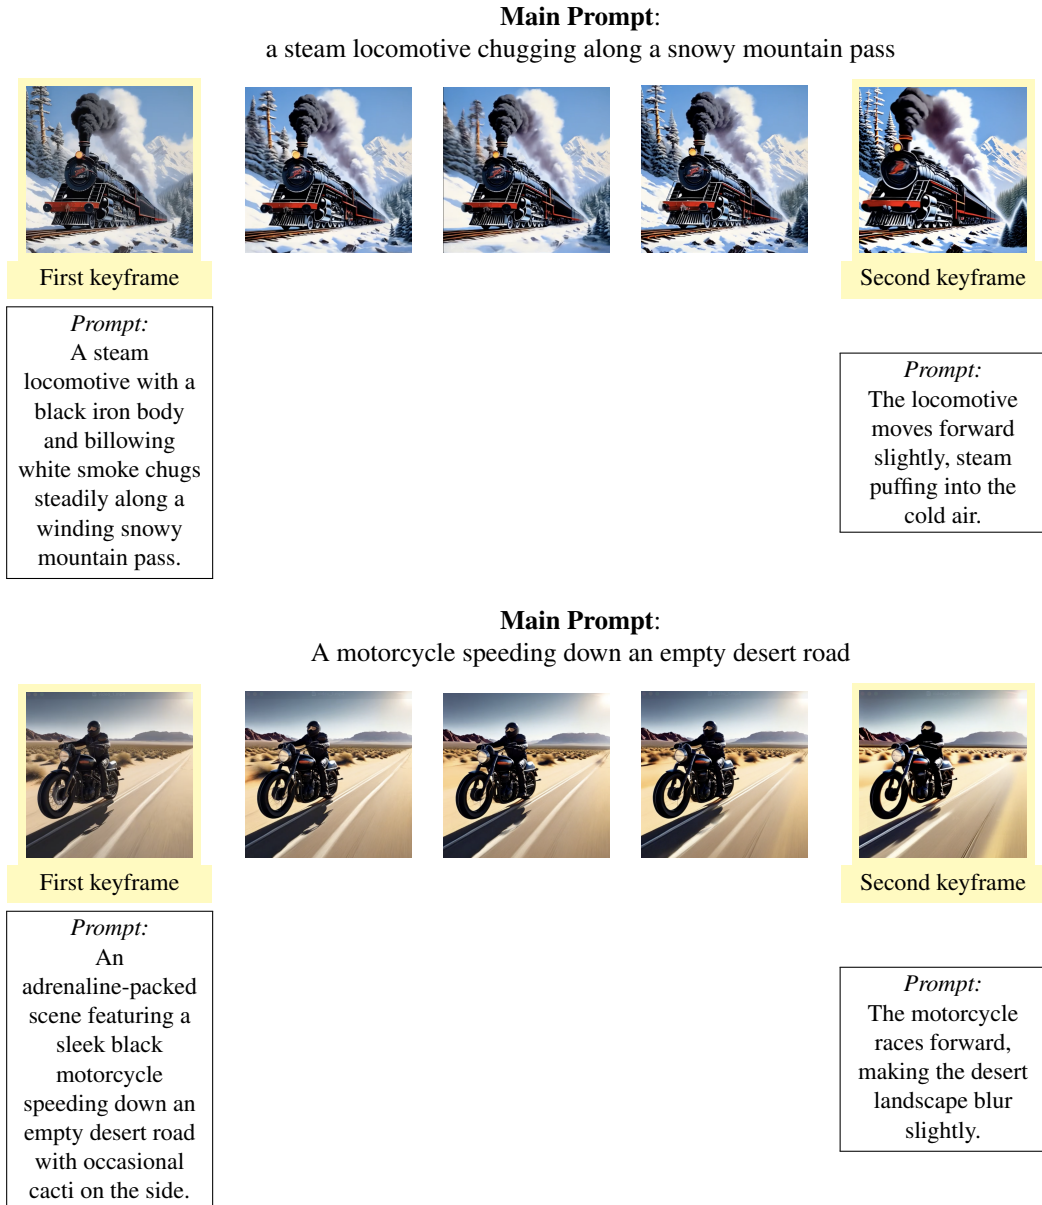 Main Prompt:
a steam locomotive chugging along a snowy mountain pass
First keyframe
Second keyframe
Prompt:
A steam
locomotive with a
black iron body
and billowing
white smoke chugs
steadily along a
winding snowy
mountain pass.
Prompt:
The locomotive
moves forward
slightly, steam
puffing into the
cold air.
Main Prompt:
A motorcycle speeding down an empty desert road
First keyframe
Second keyframe
Prompt:
An
adrenaline-packed
scene featuring a
sleek black
motorcycle
speeding down an
empty desert road
with occasional
cacti on the side.
Prompt:
The motorcycle
races forward,
making the desert
landscape blur
slightly.